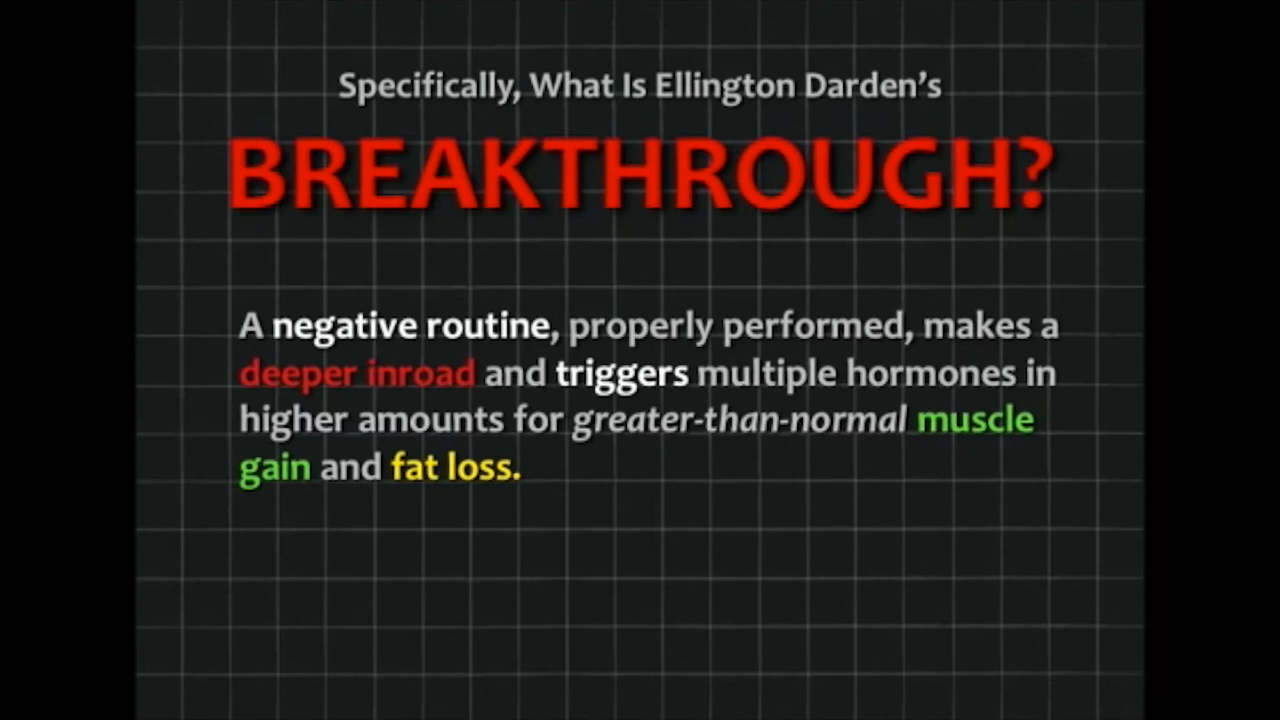 Specifically, What Is Ellington Darden’s
BREAKTHROUGH?
A negative routine, properly performed, makes a
deeper inroad and triggers multiple hormones in
higher amounts for greater-than-normal muscle
gain and fat loss.